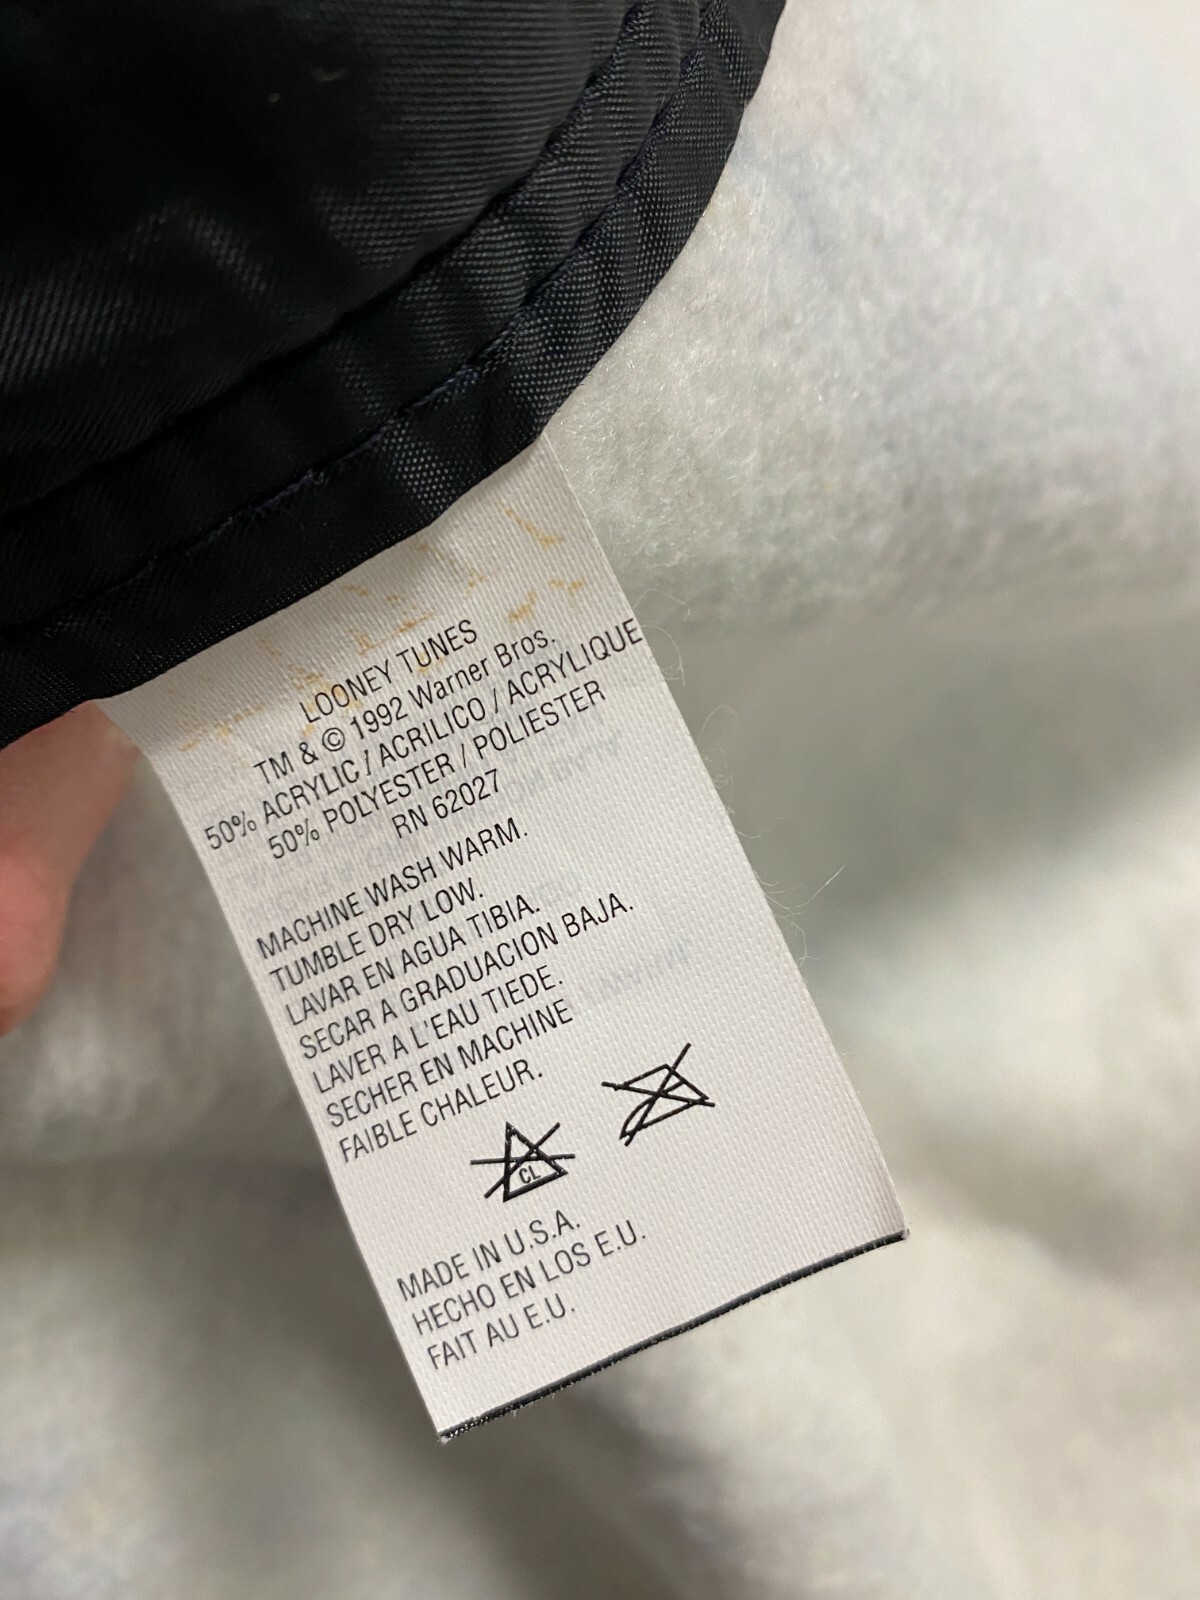 LOONEY TUNES
TM & © 1992 Warner Bros.
50% ACRYLIC / ACRILICO / ACRYLIQUE
50% POLYESTER / POLIESTER
RN 62027
MACHINE WASH WARM.
TUMBLE DRY LOW.
LAVAR EN AGUA TIBIA.
SECAR A GRADUACION BAJA.
LAVER A L'EAU TIEDE.
SECHER EN MACHINE
FAIBLE CHALEUR.
CL
MADE IN U.S.A.
HECHO EN LOS E.U.
FAIT AU E.U.